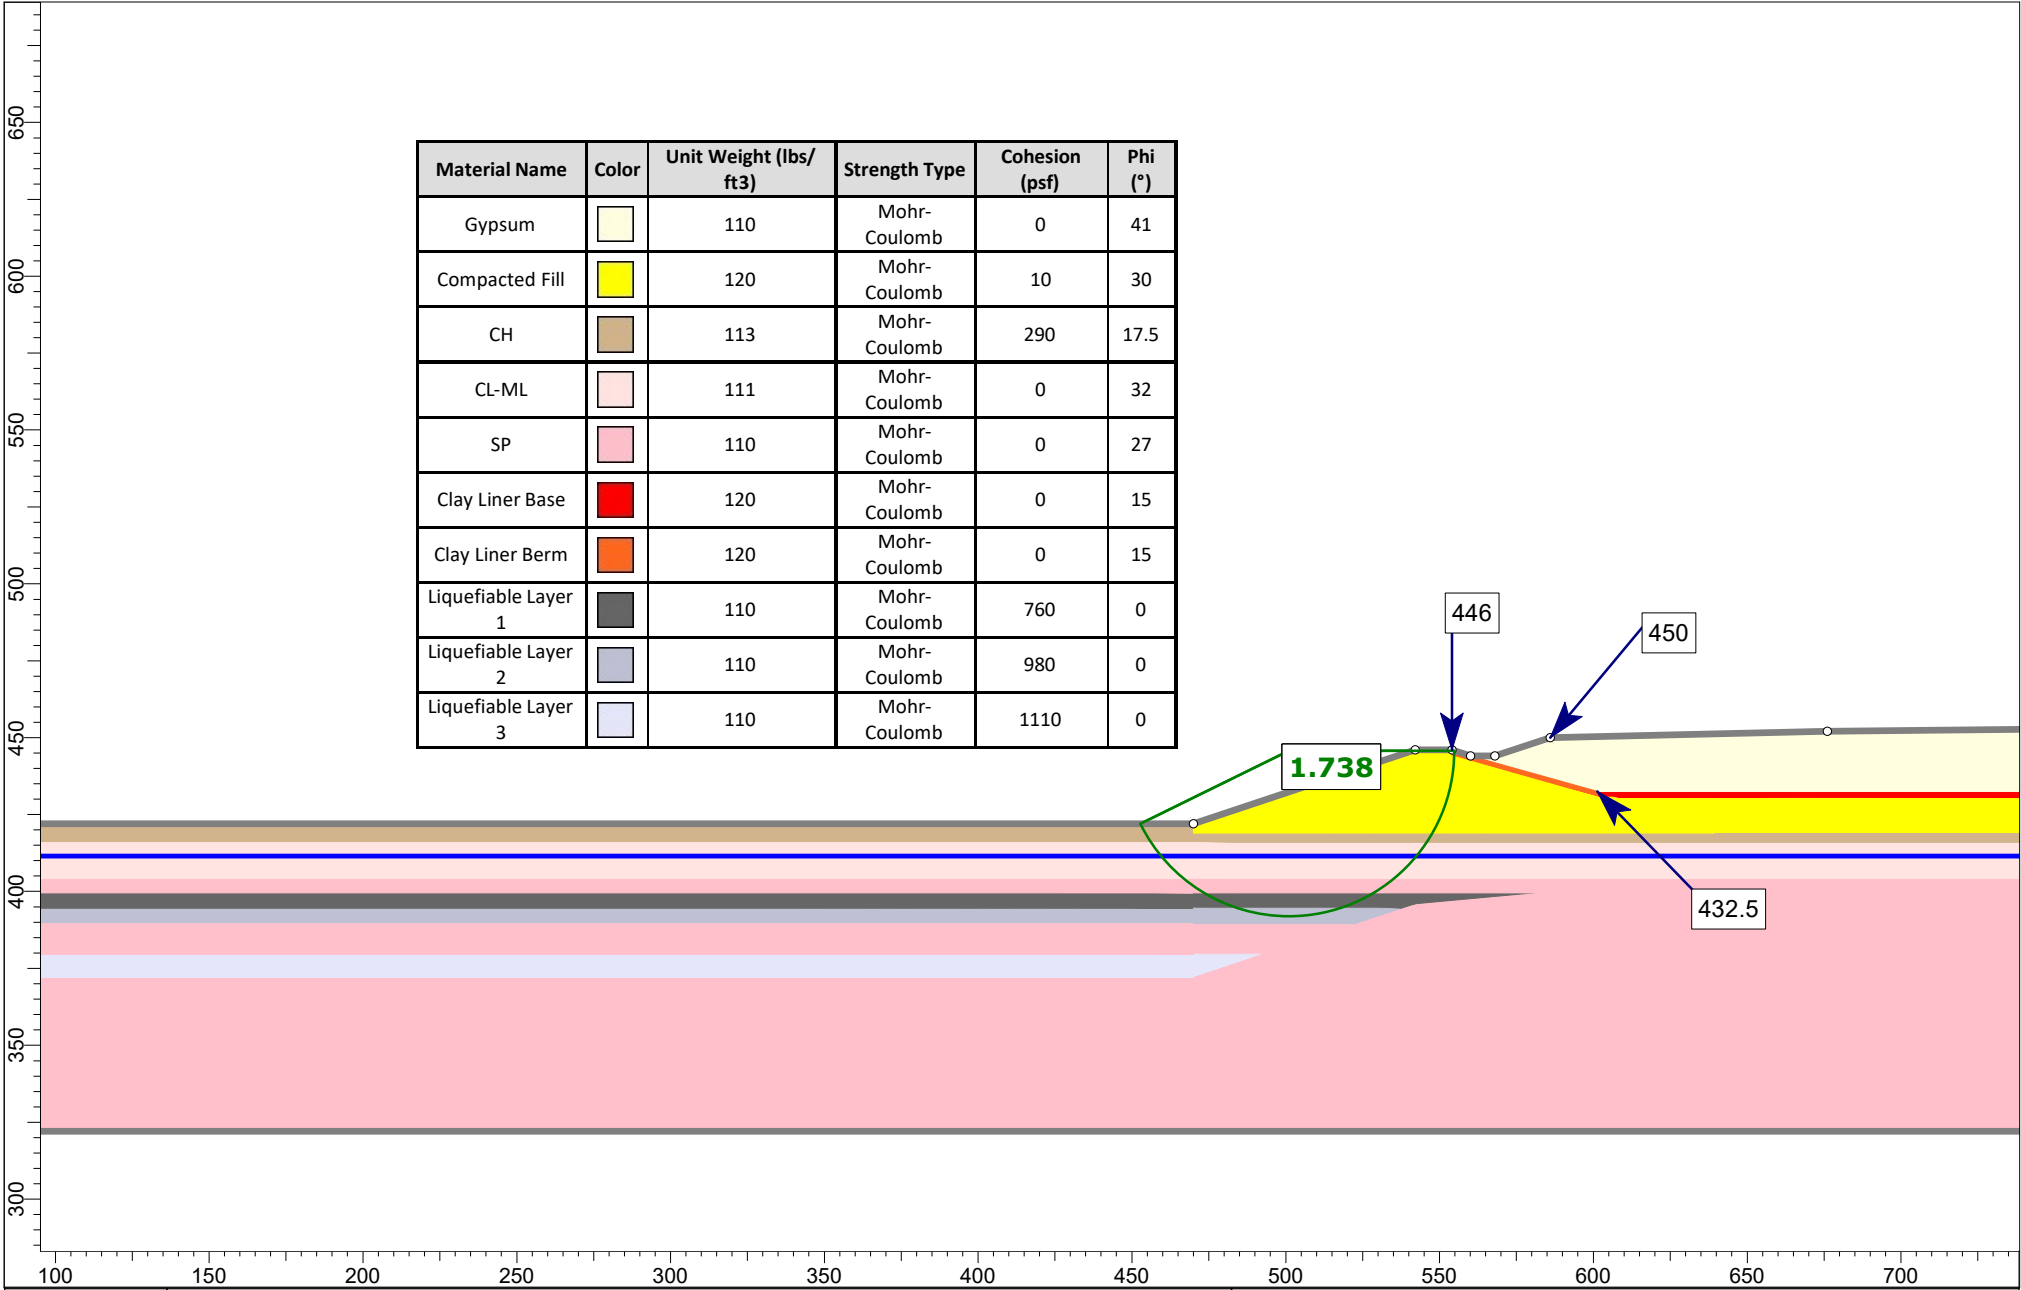 650
600
550
500
450
400
350
300
Material Name Color Unit Weight (lbs/ Strength Type Cohesion Phi
ft3) (psf) (°)
Gypsum 110 Mohr- 0 41
Coulomb
Compacted Fill 120 Mohr- 10 30
Coulomb
CH 113 Mohr- 290 17.5
Coulomb
CL-ML 111 Mohr- 0 32
Coulomb
SP 110 Mohr- 0 27
Coulomb
Clay Liner Base 120 Mohr- 0 15
Coulomb
Clay Liner Berm 120 Mohr- 0 15
Coulomb
Liquefiable Layer 110 Mohr- 760 0
1 Coulomb
Liquefiable Layer 110 Mohr- 980 0
2 Coulomb
Liquefiable Layer 110 Mohr- 1110 0
3 Coulomb
446
450
1.738
432.5
100 150 200 250 300 350 400 450 500 550 600 650 700